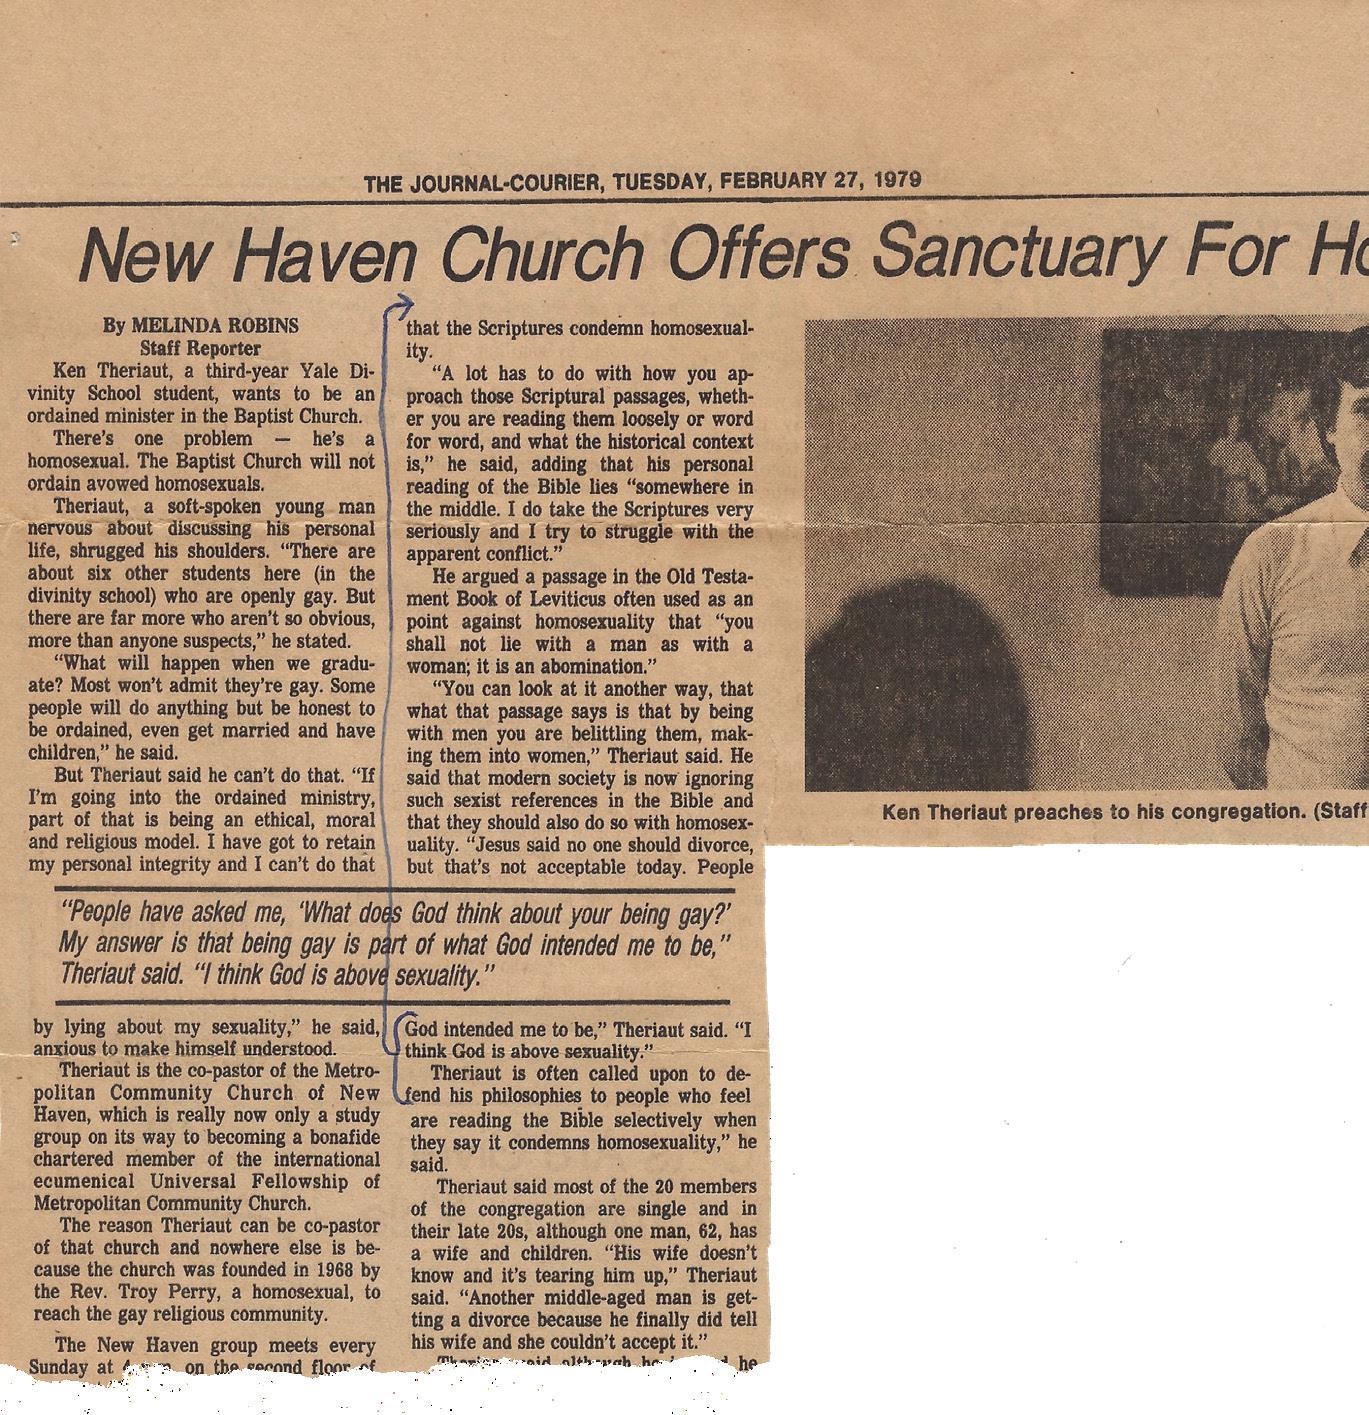 THE JOURNAL-COURIER, TUESDAY, FEBRUARY 27, 1979
New Haven Church Offers Sanctuary For Ho
By MELINDA ROBINS
Staff Reporter
Ken Theriaut, a third-year Yale Di-
vinity School student, wants to be an
ordained minister in the Baptist Church.
There's one problem — he's a
homosexual. The Baptist Church will not
ordain avowed homosexuals.
Theriaut, a soft-spoken young man
nervous about discussing his personal
life, shrugged his shoulders. “There are
about six other students here (in the
divinity school) who are openly gay. But
there are far more who aren't so obvious,
more than anyone suspects,” he stated.
“What will happen when we gradu-
ate? Most won't admit they're gay. Some
people will do anything but be honest to
be ordained, even get married and have
children,” he said.
But Theriaut said he can't do that. “If
I'm going into the ordained ministry,
part of that is being an ethical, moral
and religious model. I have got to retain
my personal integrity and I can't do that
that the Scriptures condemn homosexual-
ity.
“A lot has to do with how you ap-
proach those Scriptural passages, wheth-
er you are reading them loosely or word
for word, and what the historical context
is,” he said, adding that his personal
reading of the Bible lies “somewhere in
the middle. I do take the Scriptures very
seriously and I try to struggle with the
apparent conflict.”
He argued a passage in the Old Testa-
ment Book of Leviticus often used as an
point against homosexuality that “you
shall not lie with a man as with a
woman; it is an abomination.”
“You can look at it another way, that
what that passage says is that by being
with men you are belittling them, mak-
ing them into women,” Theriaut said. He
said that modern society is now ignoring
such sexist references in the Bible and
that they should also do so with homosex-
uality. “Jesus said no one should divorce,
but that's not acceptable today. People
“People have asked me, ‘What does God think about your being gay?’
My answer is that being gay is part of what God intended me to be,”
Theriaut said. “I think God is above sexuality.”
by lying about my sexuality,” he said,
anxious to make himself understood.
Theriaut is the co-pastor of the Metro-
politan Community Church of New
Haven, which is really now only a study
group on its way to becoming a bonafide
chartered member of the international
ecumenical Universal Fellowship of
Metropolitan Community Church.
The reason Theriaut can be co-pastor
of that church and nowhere else is be-
cause the church was founded in 1968 by
the Rev. Troy Perry, a homosexual, to
reach the gay religious community.
The New Haven group meets every
Sunday at on the second floor of
God intended me to be,” Theriaut said. “I
think God is above sexuality.”
Theriaut is often called upon to de-
fend his philosophies to people who feel
are reading the Bible selectively when
they say it condemns homosexuality,” he
said.
Theriaut said most of the 20 members
of the congregation are single and in
their late 20s, although one man, 62, has
a wife and children. “His wife doesn't
know and it's tearing him up,” Theriaut
said. “Another middle-aged man is get-
ting a divorce because he finally did tell
his wife and she couldn't accept it.”
said although he
Ken Theriaut preaches to his congregation. (Staff